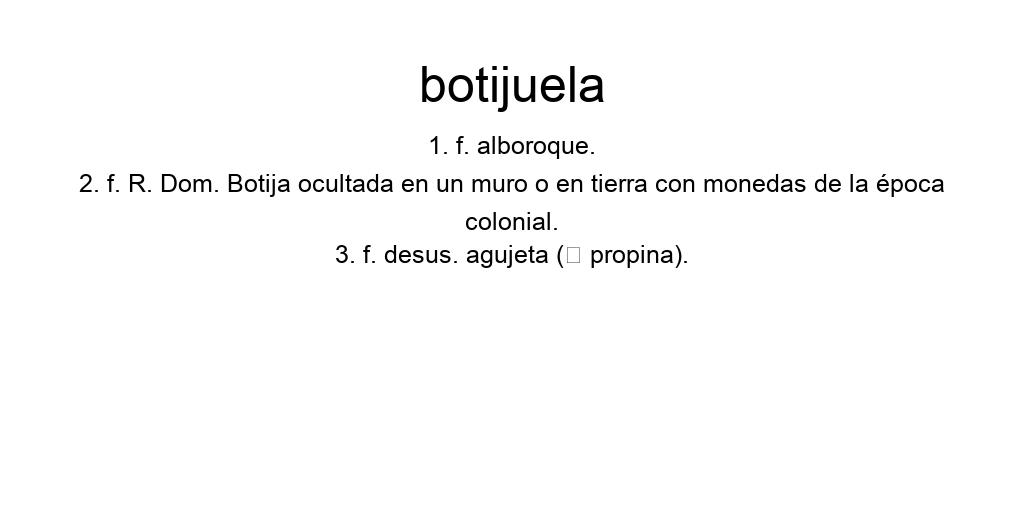 botijuela
1. f. alboroque.
2. f. R. Dom. Botija ocultada en un muro o en tierra con monedas de la época
colonial.
3. f. desus. agujeta (□ propina).